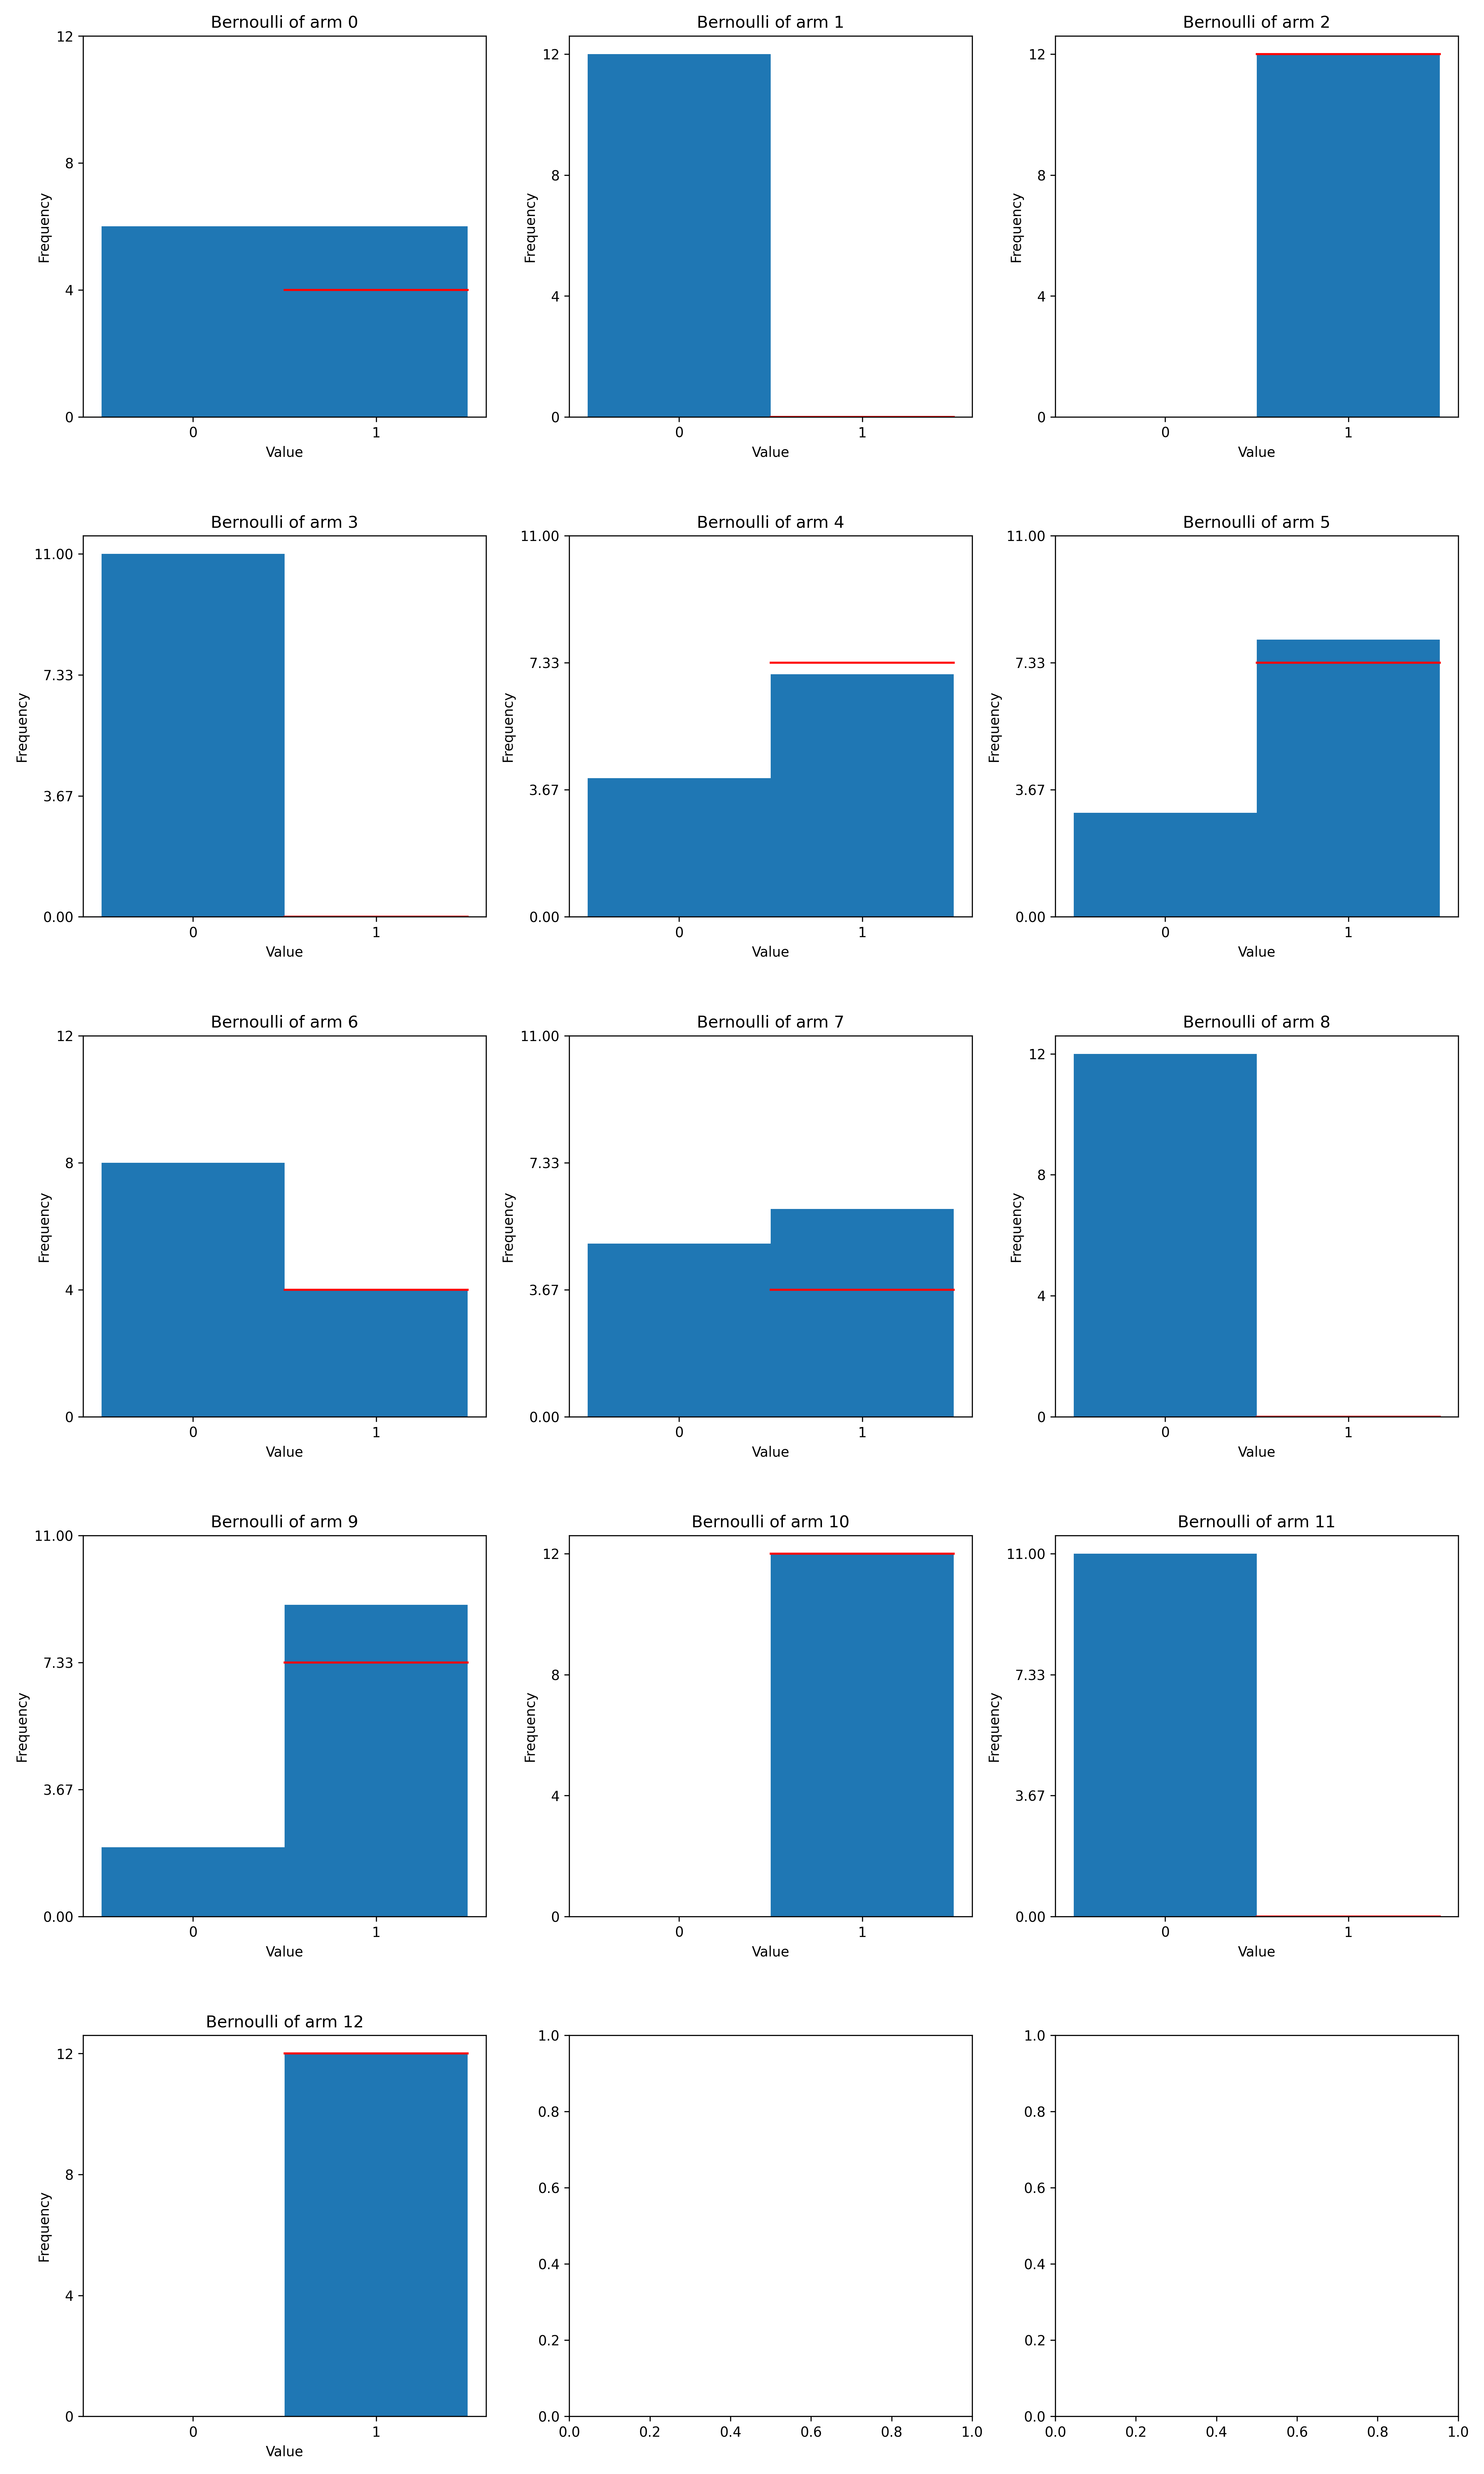 Bernoulli of arm 0
12
8
4
0
Frequency
0 1
Value
Bernoulli of arm 1
12
8
4
0
Frequency
0 1
Value
Bernoulli of arm 2
12
8
4
0
Frequency
0 1
Value
Bernoulli of arm 3
11.00
7.33
3.67
0.00
Frequency
0 1
Value
Bernoulli of arm 4
11.00
7.33
3.67
0.00
Frequency
0 1
Value
Bernoulli of arm 5
11.00
7.33
3.67
0.00
Frequency
0 1
Value
Bernoulli of arm 6
12
8
4
0
Frequency
0 1
Value
Bernoulli of arm 7
11.00
7.33
3.67
0.00
Frequency
0 1
Value
Bernoulli of arm 8
12
8
4
0
Frequency
0 1
Value
Bernoulli of arm 9
11.00
7.33
3.67
0.00
Frequency
0 1
Value
Bernoulli of arm 10
12
8
4
0
Frequency
0 1
Value
Bernoulli of arm 11
11.00
7.33
3.67
0.00
Frequency
0 1
Value
Bernoulli of arm 12
12
8
4
0
Frequency
0 1
Value
1.0
0.8
0.6
0.4
0.2
0.0
0.0 0.2 0.4 0.6 0.8 1.0
1.0
0.8
0.6
0.4
0.2
0.0
0.0 0.2 0.4 0.6 0.8 1.0